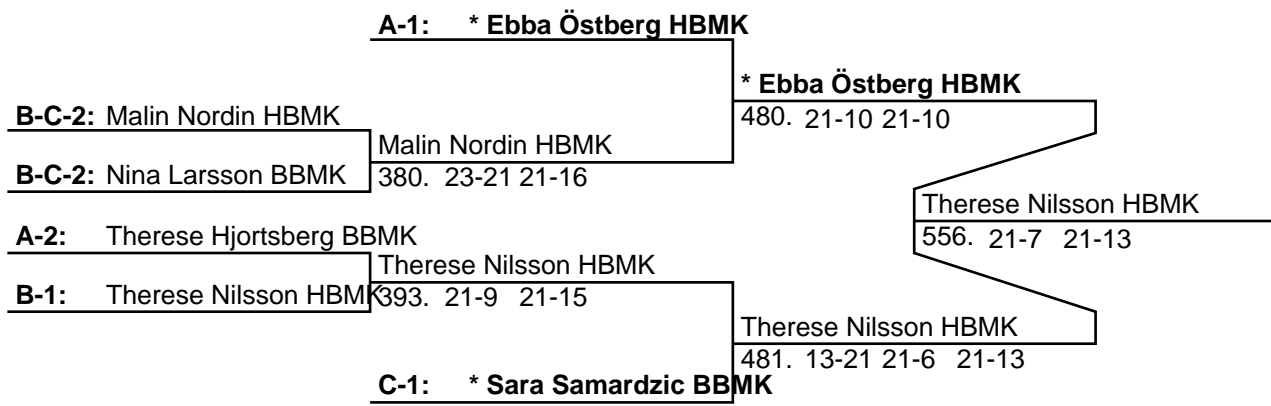 A-1: * Ebba Östberg HBMK
* Ebba Östberg HBMK
480. 21-10 21-10
B-C-2: Malin Nordin HBMK
Malin Nordin HBMK
B-C-2: Nina Larsson BBMK
380. 23-21 21-16
Therese Nilsson HBMK
556. 21-7 21-13
A-2: Therese Hjortsberg BBMK
Therese Nilsson HBMK
B-1: Therese Nilsson HBMK
393. 21-9 21-15
Therese Nilsson HBMK
481. 13-21 21-6 21-13
C-1: * Sara Samardzic BBMK